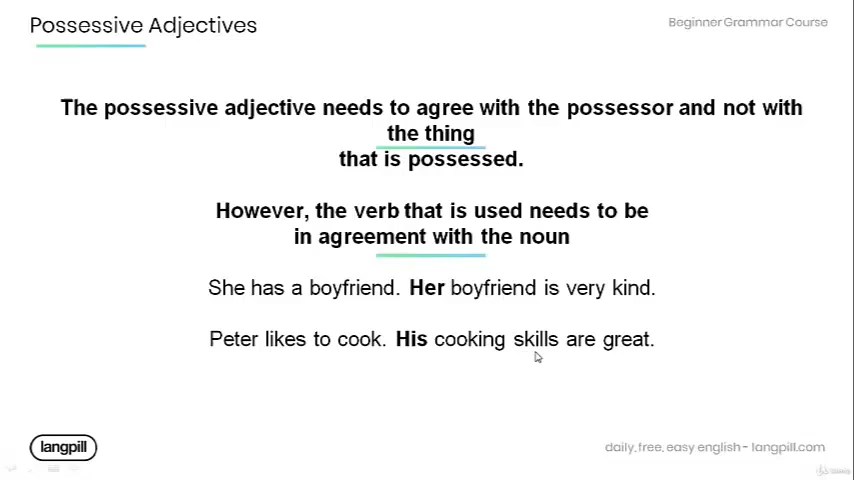 Possessive Adjectives
Beginner Grammar Course
The possessive adjective needs to agree with the possessor and not with
the thing
that is possessed.
However, the verb that is used needs to be
in agreement with the noun
She has a boyfriend. Her boyfriend is very kind.
Peter likes to cook. His cooking skills are great.
langpill
daily, free, easy english - langpill.com